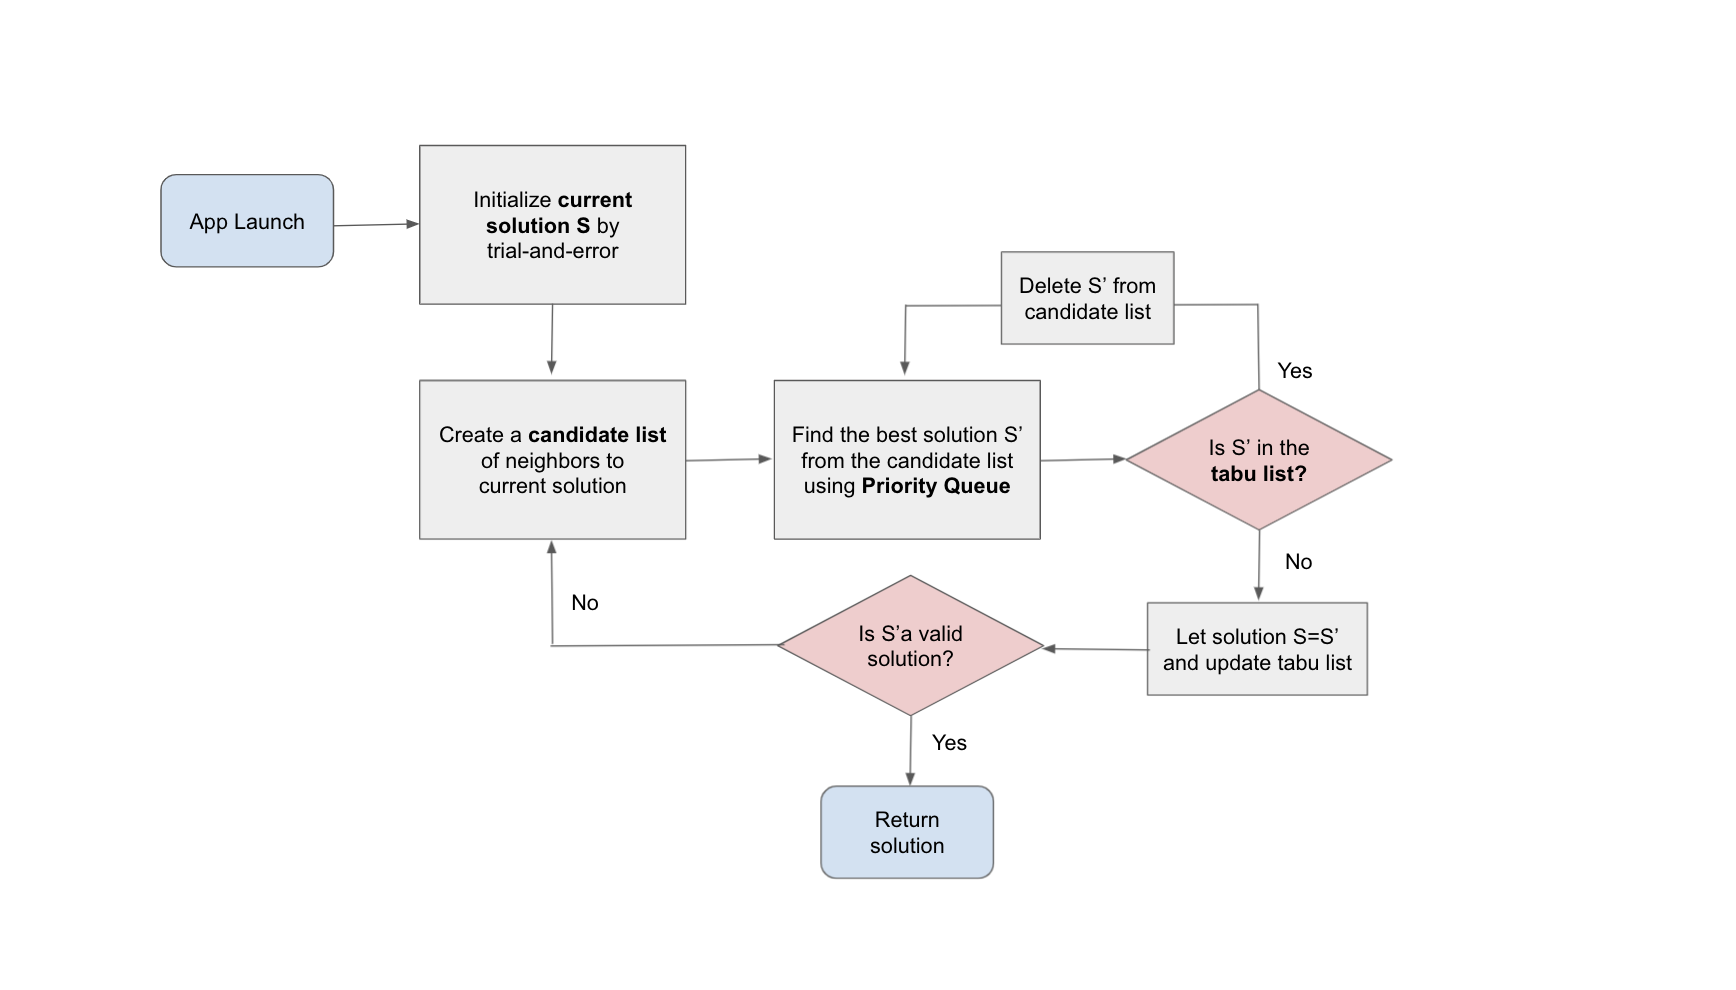 App Launch
Initialize current
solution S by
trial-and-error
Delete S’ from
candidate list
Yes
Create a candidate list
of neighbors to
current solution
Find the best solution S’
from the candidate list
using Priority Queue
Is S’ in the
tabu list?
No
No
Is S’a valid
solution?
Let solution S=S’
and update tabu list
Yes
Return
solution